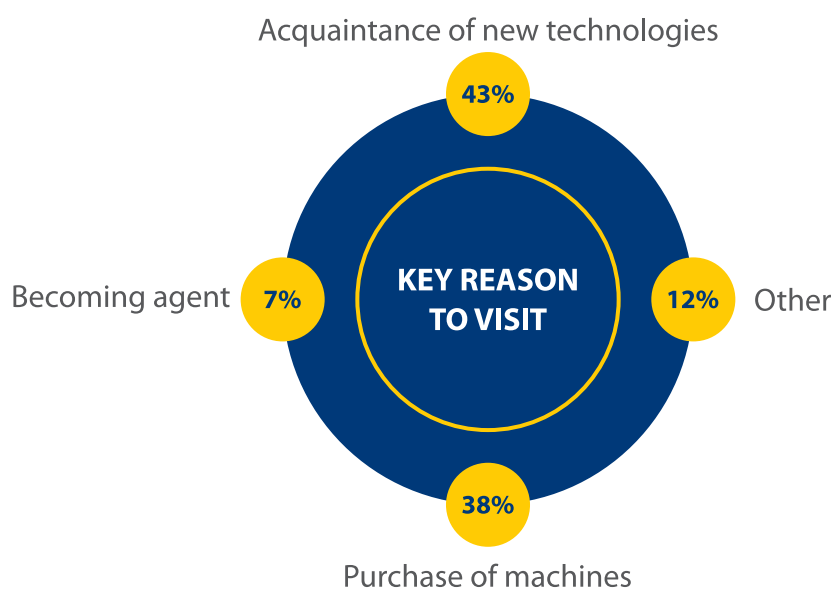 Acquaintance of new technologies
43%
Becoming agent
7%
KEY REASON
TO VISIT
12%
Other
38%
Purchase of machines